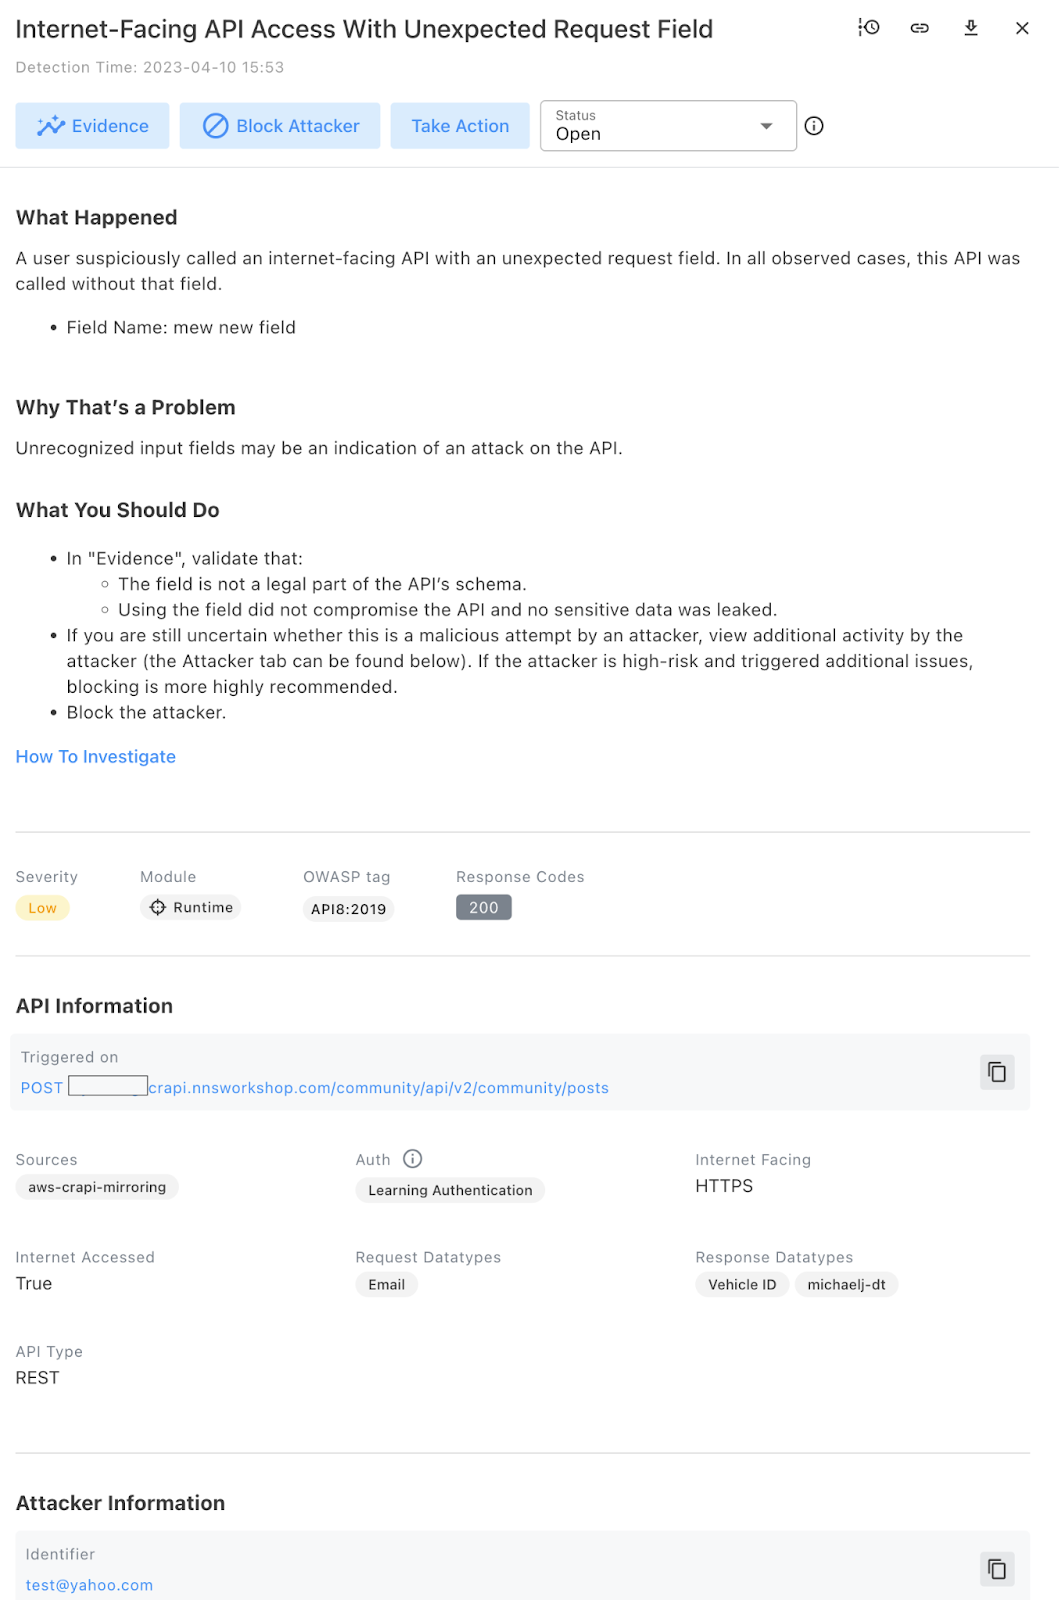 Internet-Facing API Access With Unexpected Request Field
Detection Time: 2023-04-10 15:53
Evidence
Block Attacker
Take Action
Status
Open
What Happened
A user suspiciously called an internet-facing API with an unexpected request field. In all observed cases, this API was
called without that field.
• Field Name: mew new field
Why That’s a Problem
Unrecognized input fields may be an indication of an attack on the API.
What You Should Do
• In "Evidence", validate that:
◦ The field is not a legal part of the API’s schema.
◦ Using the field did not compromise the API and no sensitive data was leaked.
• If you are still uncertain whether this is a malicious attempt by an attacker, view additional activity by the
attacker (the Attacker tab can be found below). If the attacker is high-risk and triggered additional issues,
blocking is more highly recommended.
• Block the attacker.
How To Investigate
Severity Module OWASP tag Response Codes
Low Runtime API8:2019 200
API Information
Triggered on
POST crapi.nnsworkshop.com/community/api/v2/community/posts
Sources Auth Internet Facing
aws-crapi-mirroring Learning Authentication HTTPS
Internet Accessed Request Datatypes Response Datatypes
True Email Vehicle ID michaelj-dt
API Type
REST
Attacker Information
Identifier
test@yahoo.com